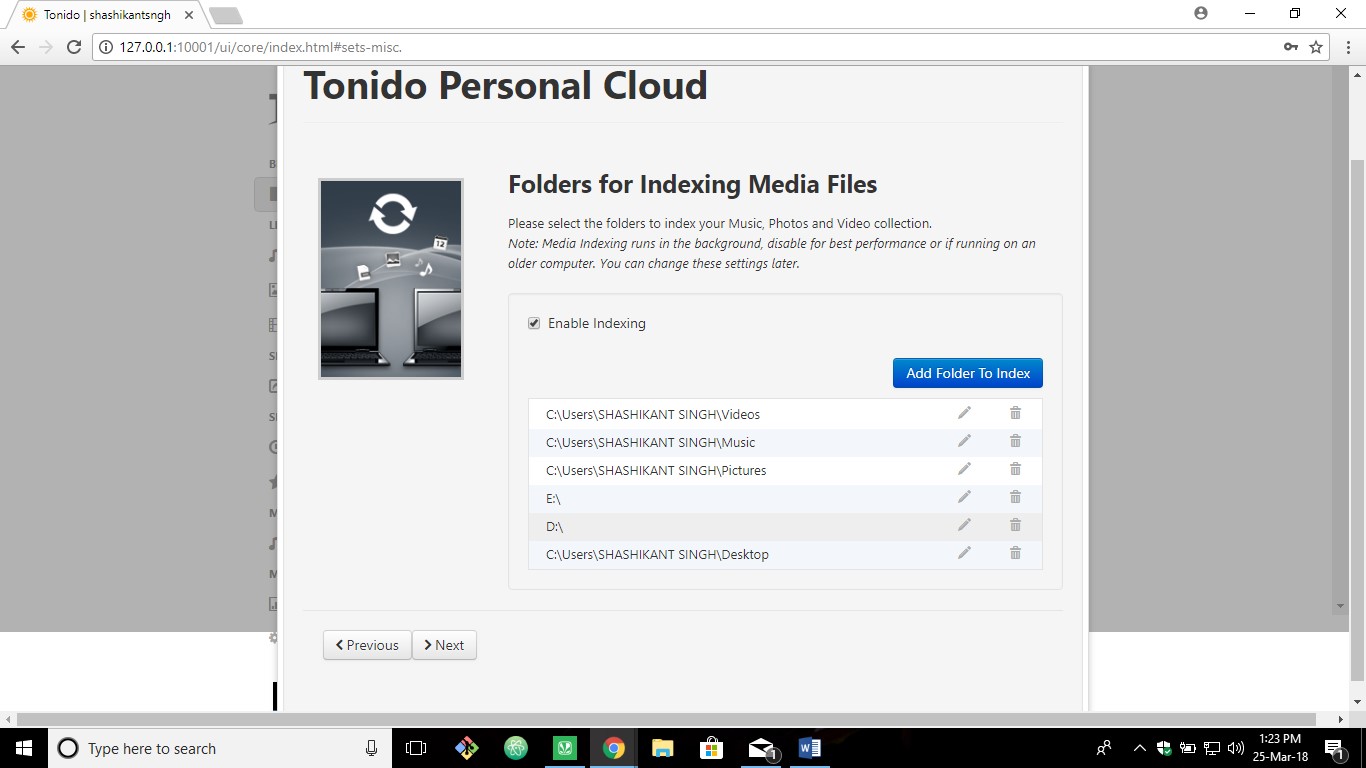 Tonido | shashikantsngh
127.0.0.1:10001/ui/core/index.html#sets-misc.
Tonido Personal Cloud
12
Folders for Indexing Media Files
Please select the folders to index your Music, Photos and Video collection.
Note: Media Indexing runs in the background, disable for best performance or if running on an
older computer. You can change these settings later.
Enable Indexing
Add Folder To Index
C:\Users\SHASHIKANT SINGH\Videos
C:\Users\SHASHIKANT SINGH\Music
C:\Users\SHASHIKANT SINGH\Pictures
E:\
D:\
C:\Users\SHASHIKANT SINGH\Desktop
Previous
Next
Type here to search
1
1:23 PM
25-Mar-18
1